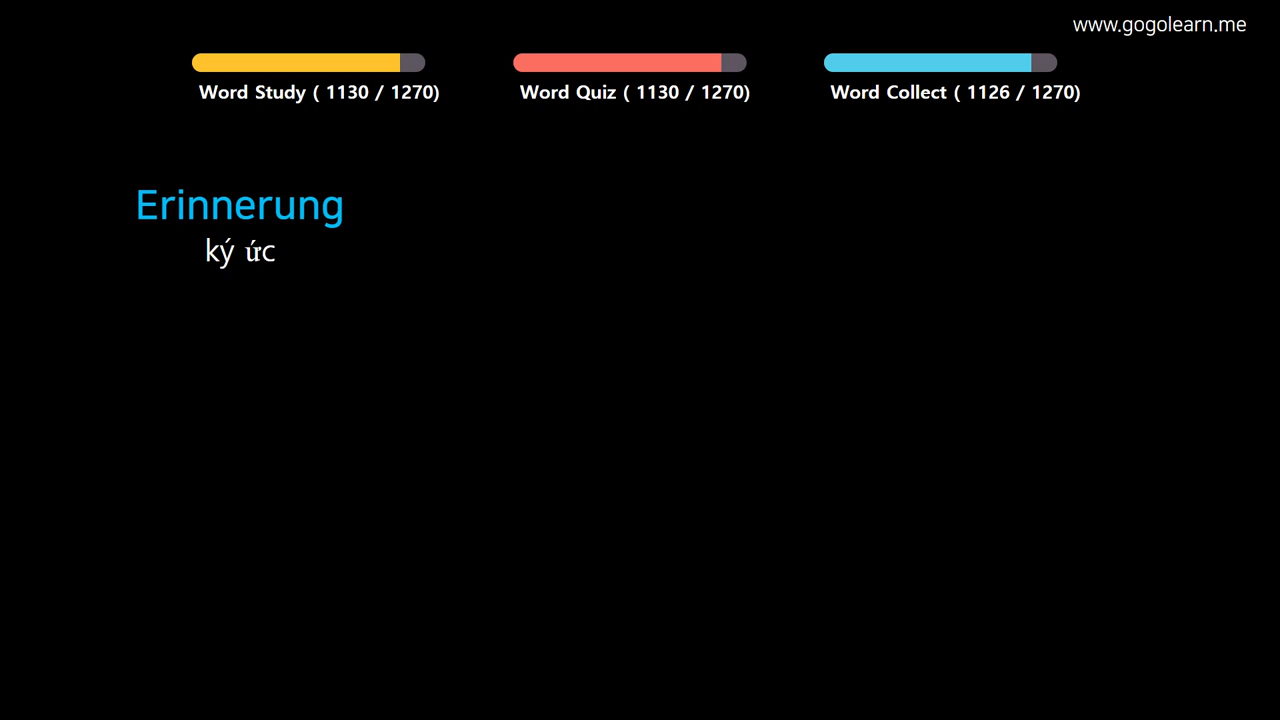 www.gogolearn.me
Word Study ( 1130 / 1270)
Word Quiz ( 1130 / 1270)
Word Collect ( 1126 / 1270)
Erinnerung
ký ức